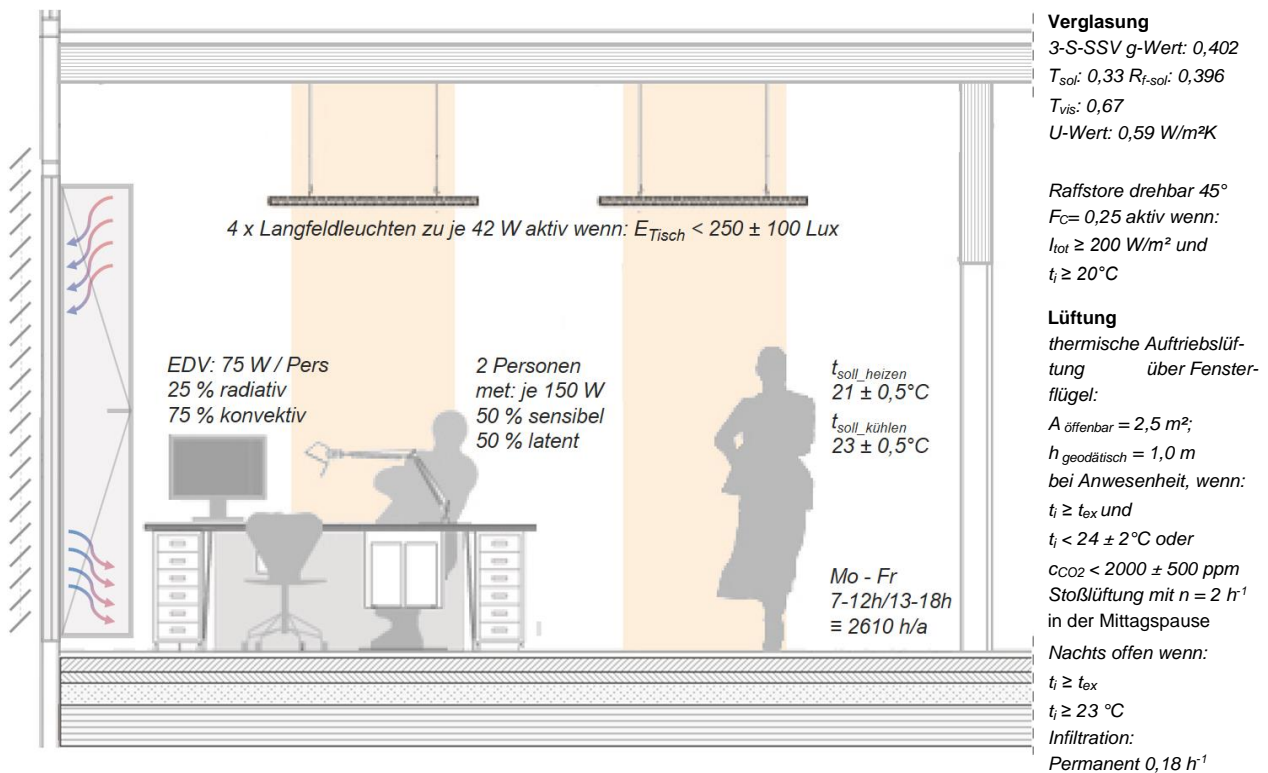 4 x Langfeldleuchten zu je 42 W aktiv wenn: E_Tisch < 250 ± 100 Lux
EDV: 75 W / Pers
25 % radiativ
75 % konvektiv
2 Personen
met: je 150 W
50 % sensibel
50 % latent
t_soll_heizen
21 ± 0,5°C
t_soll_kühlen
23 ± 0,5°C
Mo - Fr
7-12h/13-18h
≡ 2610 h/a
Verglasung
3-S-SSV g-Wert: 0,402
T_sol: 0,33 R_f-sol: 0,396
T_vis: 0,67
U-Wert: 0,59 W/m²K
Raffstore drehbar 45°
F_C= 0,25 aktiv wenn:
I_tot ≥ 200 W/m² und
t_i ≥ 20°C
Lüftung
thermische Auftriebslüf-
tung über Fenster-
flügel:
A öffenbar = 2,5 m²;
h geodätisch = 1,0 m
bei Anwesenheit, wenn:
t_i ≥ t_ex und
t_i < 24 ± 2°C oder
c_CO2 < 2000 ± 500 ppm
Stoßlüftung mit n = 2 h⁻¹
in der Mittagspause
Nachts offen wenn:
t_i ≥ t_ex
t_i ≥ 23 °C
Infiltration:
Permanent 0,18 h⁻¹